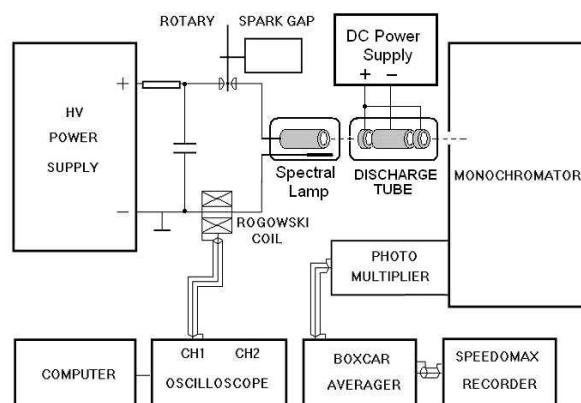 ROTARY SPARK GAP
DC Power
Supply
+ −
+
HV
POWER
SUPPLY
−
Spectral
Lamp
DISCHARGE
TUBE
MONOCHROMATOR
ROGOWSKI
COIL
PHOTO
MULTIPLIER
CH1 CH2
OSCILLOSCOPE
COMPUTER
BOXCAR
AVERAGER
SPEEDOMAX
RECORDER